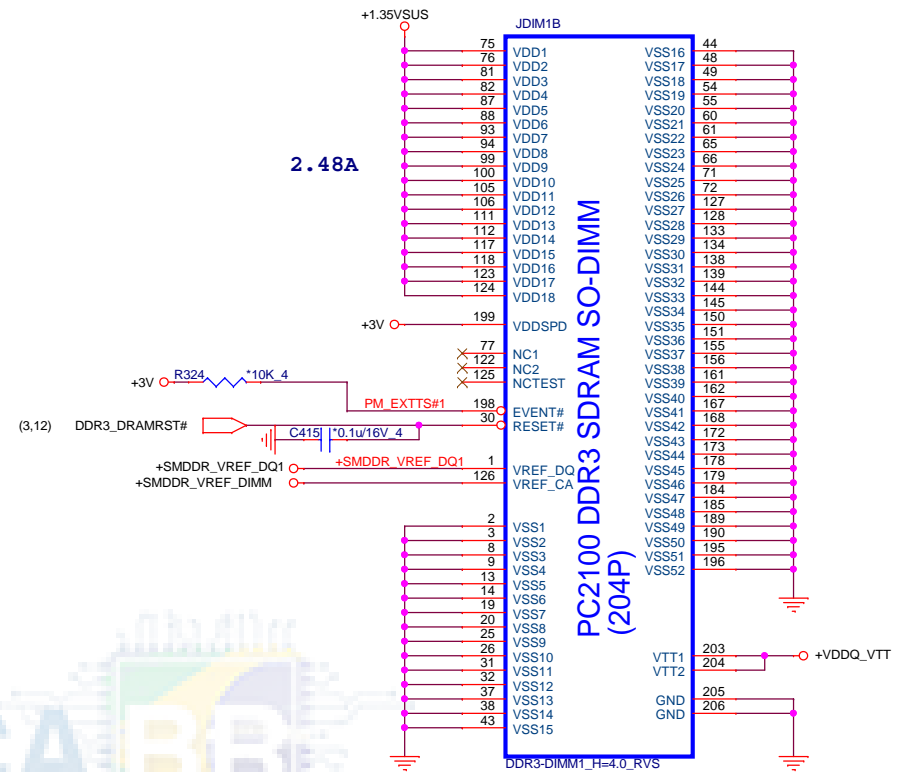 +1.35VSUS
JDIM1B
2.48A
75 VDD1
76 VDD2
81 VDD3
82 VDD4
87 VDD5
88 VDD6
93 VDD7
94 VDD8
99 VDD9
100 VDD10
105 VDD11
106 VDD12
111 VDD13
112 VDD14
117 VDD15
118 VDD16
123 VDD17
124 VDD18
+3V 199 VDDSPD
77 NC1
122 NC2
125 NCTEST
+3V R324 *10K_4 PM_EXTTS#1 198 EVENT#
(3,12) DDR3_DRAMRST# 30 RESET#
C415 *0.1u/16V_4
+SMDDR_VREF_DQ1 +SMDDR_VREF_DQ1 1 VREF_DQ
+SMDDR_VREF_DIMM 126 VREF_CA
2 VSS1
3 VSS2
8 VSS3
9 VSS4
13 VSS5
14 VSS6
19 VSS7
20 VSS8
25 VSS9
26 VSS10
31 VSS11
32 VSS12
37 VSS13
38 VSS14
43 VSS15
PC2100 DDR3 SDRAM SO-DIMM
(204P)
VSS16 44
VSS17 48
VSS18 49
VSS19 54
VSS20 55
VSS21 60
VSS22 61
VSS23 65
VSS24 66
VSS25 71
VSS26 72
VSS27 127
VSS28 128
VSS29 133
VSS30 134
VSS31 138
VSS32 139
VSS33 144
VSS34 145
VSS35 150
VSS36 151
VSS37 155
VSS38 156
VSS39 161
VSS40 162
VSS41 167
VSS42 168
VSS43 172
VSS44 173
VSS45 178
VSS46 179
VSS47 184
VSS48 185
VSS49 189
VSS50 190
VSS51 195
VSS52 196
VTT1 203 +VDDQ_VTT
VTT2 204
GND 205
GND 206
DDR3-DIMM1_H=4.0_RVS